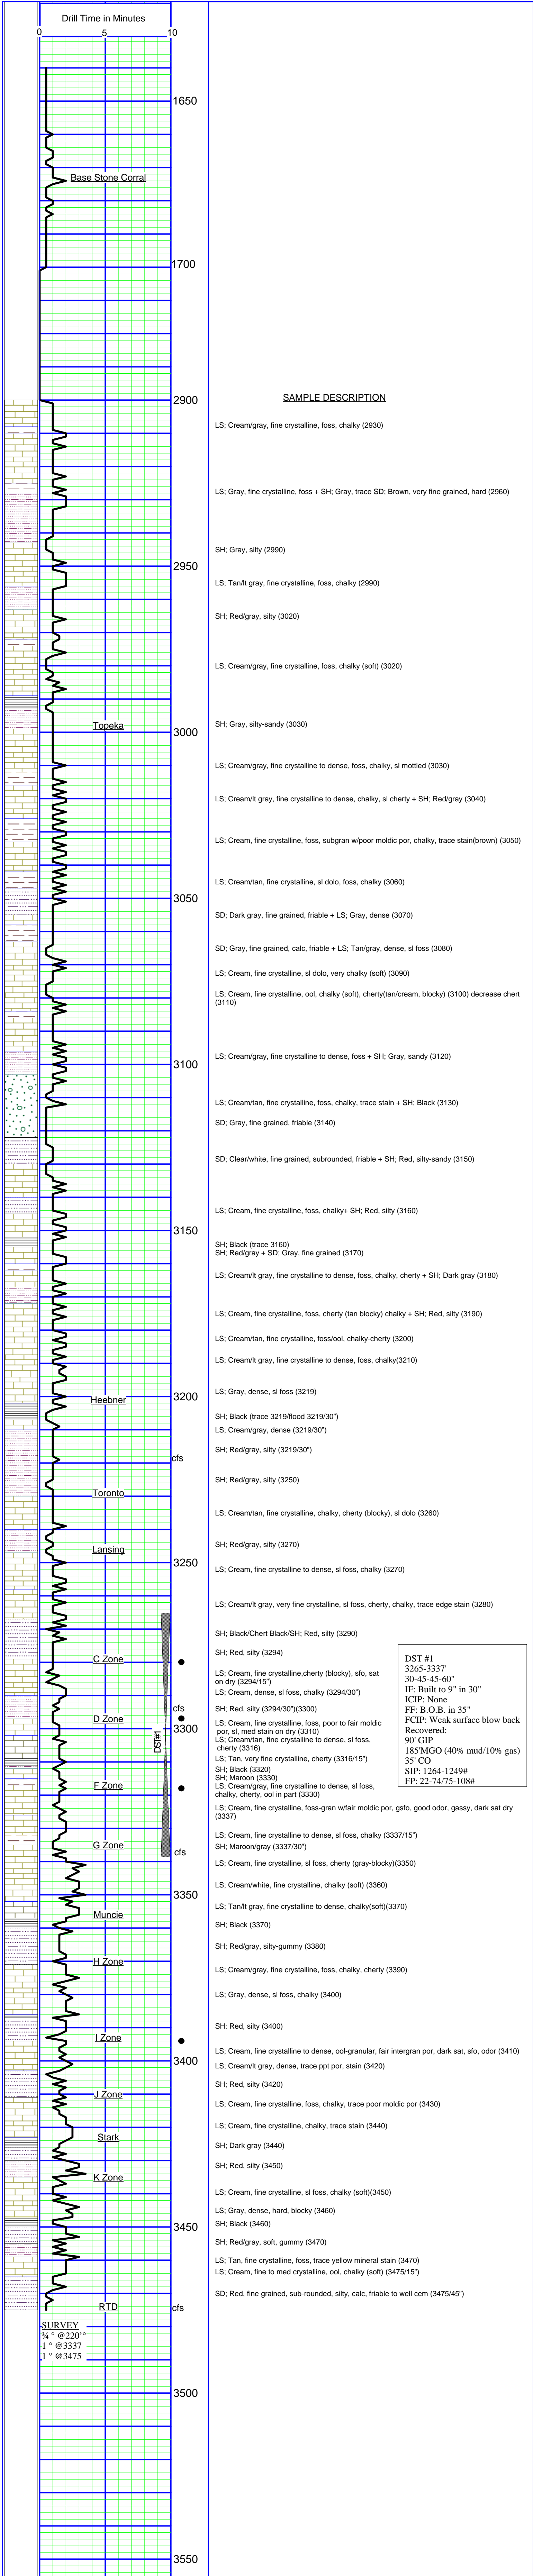 Drill Time in Minutes
0 5 10
1650
Base Stone Corral
1700
2900
SAMPLE DESCRIPTION
LS; Cream/gray, fine crystalline, foss, chalky (2930)
LS; Gray, fine crystalline, foss + SH; Gray, trace SD; Brown, very fine grained, hard (2960)
SH; Gray, silty (2990)
2950
LS; Tan/lt gray, fine crystalline, foss, chalky (2990)
SH; Red/gray, silty (3020)
LS; Cream/gray, fine crystalline, foss, chalky (soft) (3020)
Topeka
SH; Gray, silty-sandy (3030)
3000
LS; Cream/gray, fine crystalline to dense, foss, chalky, sl mottled (3030)
LS; Cream/lt gray, fine crystalline to dense, chalky, sl cherty + SH; Red/gray (3040)
LS; Cream, fine crystalline, foss, subgran w/poor moldic por, chalky, trace stain(brown) (3050)
LS; Cream/tan, fine crystalline, sl dolo, foss, chalky (3060)
3050
SD; Dark gray, fine grained, friable + LS; Gray, dense (3070)
SD; Gray, fine grained, calc, friable + LS; Tan/gray, dense, sl foss (3080)
LS; Cream, fine crystalline, sl dolo, very chalky (soft) (3090)
LS; Cream, fine crystalline, ool, chalky (soft), cherty(tan/cream, blocky) (3100) decrease chert
(3110)
LS; Cream/gray, fine crystalline to dense, foss + SH; Gray, sandy (3120)
3100
LS; Cream/tan, fine crystalline, foss, chalky, trace stain + SH; Black (3130)
SD; Gray, fine grained, friable (3140)
SD; Clear/white, fine grained, subrounded, friable + SH; Red, silty-sandy (3150)
LS; Cream, fine crystalline, foss, chalky+ SH; Red, silty (3160)
3150
SH; Black (trace 3160)
SH; Red/gray + SD; Gray, fine grained (3170)
LS; Cream/lt gray, fine crystalline to dense, foss, chalky, cherty + SH; Dark gray (3180)
LS; Cream, fine crystalline, foss, cherty (tan blocky) chalky + SH; Red, silty (3190)
LS; Cream/tan, fine crystalline, foss/ool, chalky-cherty (3200)
LS; Cream/lt gray, fine crystalline to dense, foss, chalky(3210)
LS; Gray, dense, sl foss (3219)
3200
Heebner
SH; Black (trace 3219/flood 3219/30")
LS; Cream/gray, dense (3219/30")
SH; Red/gray, silty (3219/30")
cfs
SH; Red/gray, silty (3250)
Toronto
LS; Cream/tan, fine crystalline, chalky, cherty (blocky), sl dolo (3260)
SH; Red/gray, silty (3270)
Lansing
3250
LS; Cream, fine crystalline to dense, sl foss, chalky (3270)
LS; Cream/lt gray, very fine crystalline, sl foss, cherty, chalky, trace edge stain (3280)
SH; Black/Chert Black/SH; Red, silty (3290)
SH; Red, silty (3294)
C Zone
LS; Cream, fine crystalline,cherty (blocky), sfo, sat
on dry (3294/15")
LS; Cream, dense, sl foss, chalky (3294/30")
cfs
SH; Red, silty (3294/30")(3300)
D Zone
3300
DST#1
LS; Cream, fine crystalline, foss, poor to fair moldic
por, sl, med stain on dry (3310)
LS; Cream/tan, fine crystalline to dense, sl foss,
cherty (3316)
LS; Tan, very fine crystalline, cherty (3316/15")
SH; Black (3320)
SH; Maroon (3330)
F Zone
LS; Cream/gray, fine crystalline to dense, sl foss,
chalky, cherty, ool in part (3330)
DST #1
3265-3337'
30-45-45-60"
IF: Built to 9" in 30"
ICIP: None
FF: B.O.B. in 35"
FCIP: Weak surface blow back
Recovered:
90' GIP
185'MGO (40% mud/10% gas)
35' CO
SIP: 1264-1249#
FP: 22-74/75-108#
LS; Cream, fine crystalline, foss-gran w/fair moldic por, gsfo, good odor, gassy, dark sat dry
(3337)
LS; Cream, fine crystalline to dense, sl foss, chalky (3337/15")
G Zone
SH; Maroon/gray (3337/30")
cfs
LS; Cream, fine crystalline, sl foss, cherty (gray-blocky)(3350)
LS; Cream/white, fine crystalline, chalky (soft) (3360)
3350
LS; Tan/lt gray, fine crystalline to dense, chalky(soft)(3370)
Muncie
SH; Black (3370)
SH; Red/gray, silty-gummy (3380)
H Zone
LS; Cream/gray, fine crystalline, foss, chalky, cherty (3390)
LS; Gray, dense, sl foss, chalky (3400)
SH: Red, silty (3400)
I Zone
LS; Cream, fine crystalline to dense, ool-granular, fair intergran por, dark sat, sfo, odor (3410)
3400
LS; Cream/lt gray, dense, trace ppt por, stain (3420)
SH; Red, silty (3420)
J Zone
LS; Cream, fine crystalline, foss, chalky, trace poor moldic por (3430)
LS; Cream, fine crystalline, chalky, trace stain (3440)
Stark
SH; Dark gray (3440)
SH; Red, silty (3450)
K Zone
LS; Cream, fine crystalline, sl foss, chalky (soft)(3450)
LS; Gray, dense, hard, blocky (3460)
SH; Black (3460)
3450
SH; Red/gray, soft, gummy (3470)
LS; Tan, fine crystalline, foss, trace yellow mineral stain (3470)
LS; Cream, fine to med crystalline, ool, chalky (soft) (3475/15")
SD; Red, fine grained, sub-rounded, silty, calc, friable to well cem (3475/45")
RTD
cfs
SURVEY
¾ ° @220'°
1 ° @3337
1 ° @3475
3500
3550